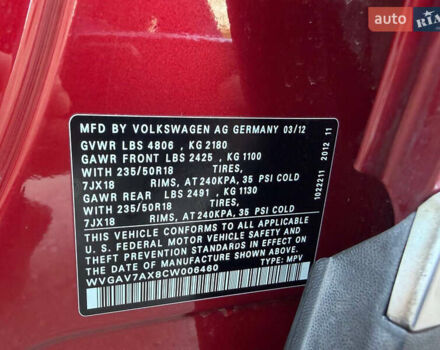 auto RIA
MFD BY VOLKSWAGEN AG GERMANY 03/12
GVWR LBS 4806 , KG 2180
GAWR FRONT LBS 2425 , KG 1100
WITH 235/50R18 TIRES,
7JX18 RIMS, AT 240KPA, 35 PSI COLD
GAWR REAR LBS 2491 , KG 1130
WITH 235/50R18 TIRES,
7JX18 RIMS, AT 240KPA, 35 PSI COLD
THIS VEHICLE CONFORMS TO ALL APPLICABLE
U.S. FEDERAL MOTOR VEHICLE SAFETY AND
THEFT PREVENTION STANDARDS IN EFFECT ON
THE DATE OF MANUFACTURE SHOWN ABOVE.
WVGAV7AX8CW006460 TYPE: MPV
1022211 2012 11